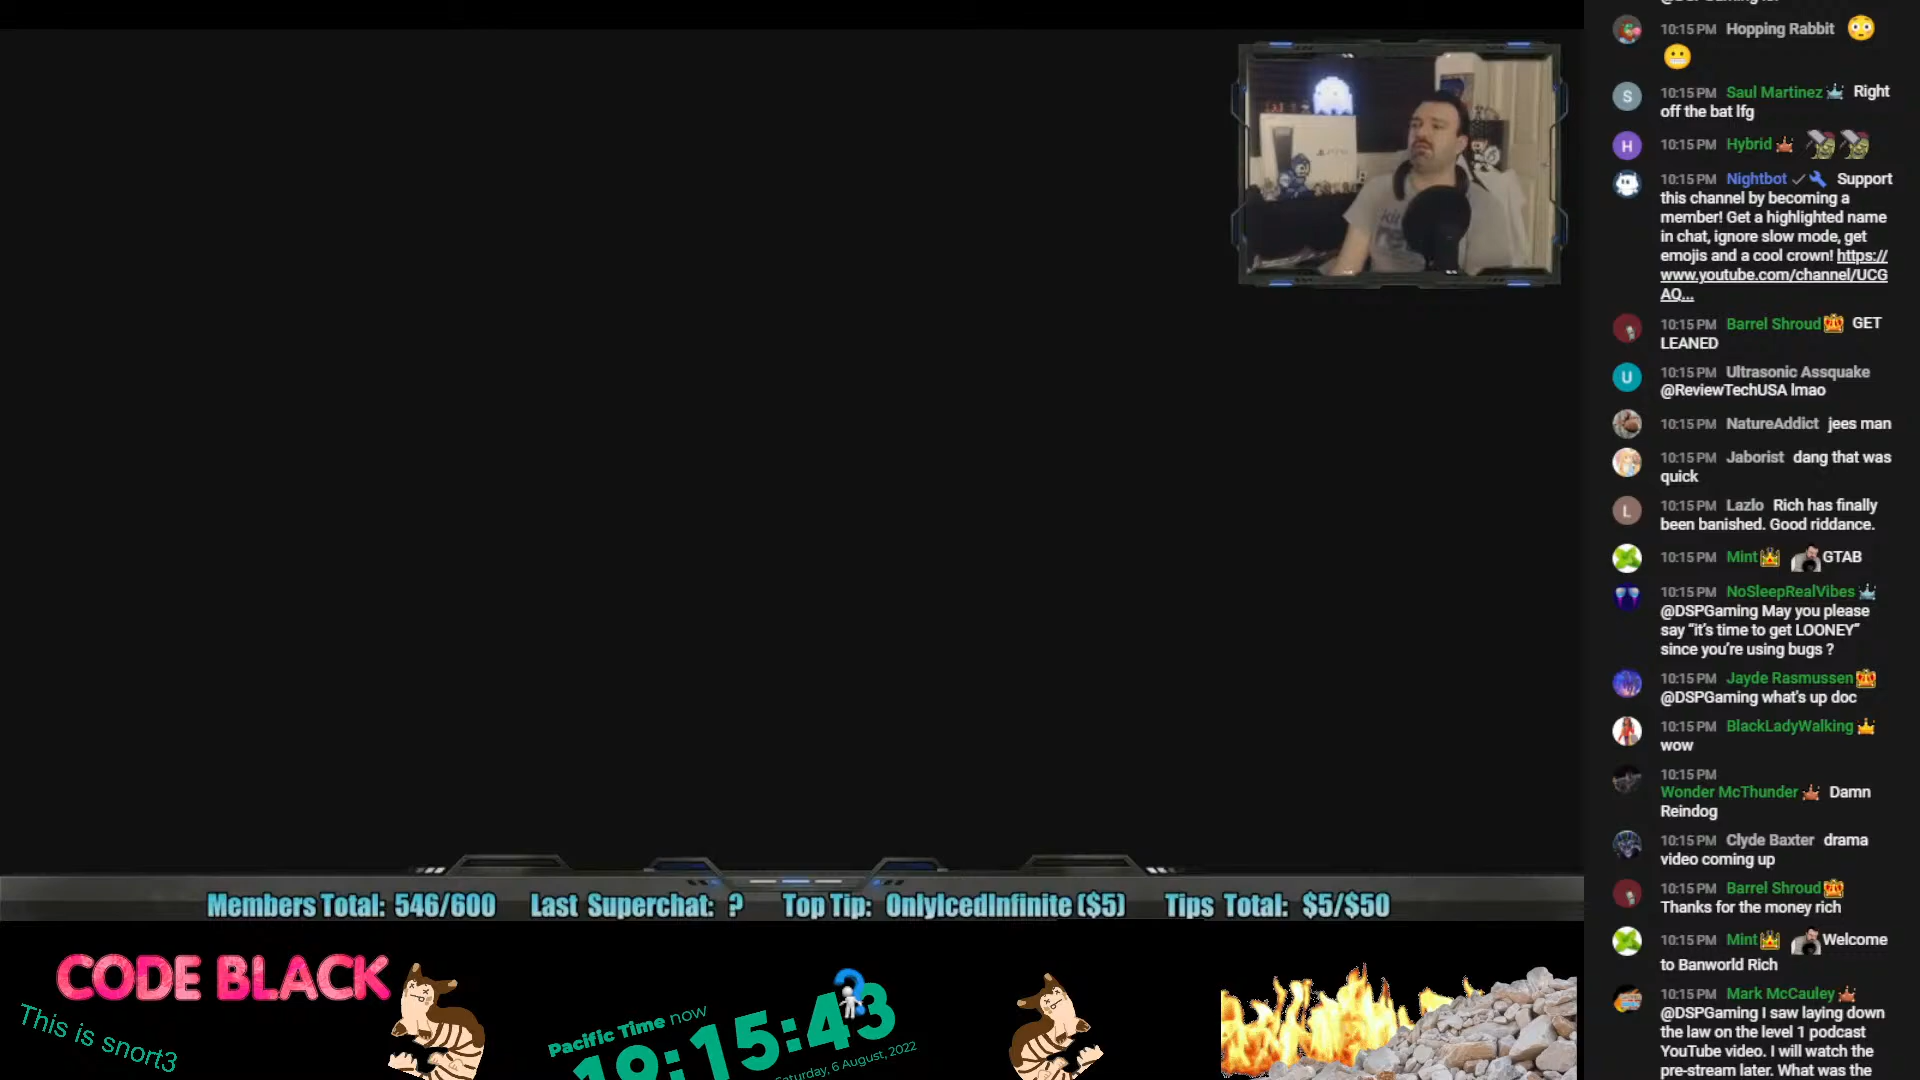 10:15 PM Hopping Rabbit
10:15 PM Saul Martinez Right
off the bat lfg
10:15 PM Hybrid
10:15 PM Nightbot Support
this channel by becoming a
member! Get a highlighted name
in chat, ignore slow mode, get
emojis and a cool crown! https://
www.youtube.com/channel/UCG
AQ...
10:15 PM Barrel Shroud GET
LEANED
10:15 PM Ultrasonic Assquake
@ReviewTechUSA lmao
10:15 PM NatureAddict jees man
10:15 PM Jaborist dang that was
quick
10:15 PM Lazlo Rich has finally
been banished. Good riddance.
10:15 PM Mint GTAB
10:15 PM NoSleepRealVibes
@DSPGaming May you please
say “it’s time to get LOONEY”
since you’re using bugs ?
10:15 PM Jayde Rasmussen
@DSPGaming what's up doc
10:15 PM BlackLadyWalking
wow
10:15 PM
Wonder McThunder Damn
Reindog
10:15 PM Clyde Baxter drama
video coming up
10:15 PM Barrel Shroud
Thanks for the money rich
10:15 PM Mint Welcome
to Banworld Rich
10:15 PM Mark McCauley
@DSPGaming I saw laying down
the law on the level 1 podcast
YouTube video. I will watch the
pre-stream later. What was the
Members Total: 546/600 Last Superchat: ? Top Tip: OnlyIcedInfinite ($5) Tips Total: $5/$50
CODE BLACK
This is snort3
Pacific Time now
19:15:43
Saturday, 6 August, 2022